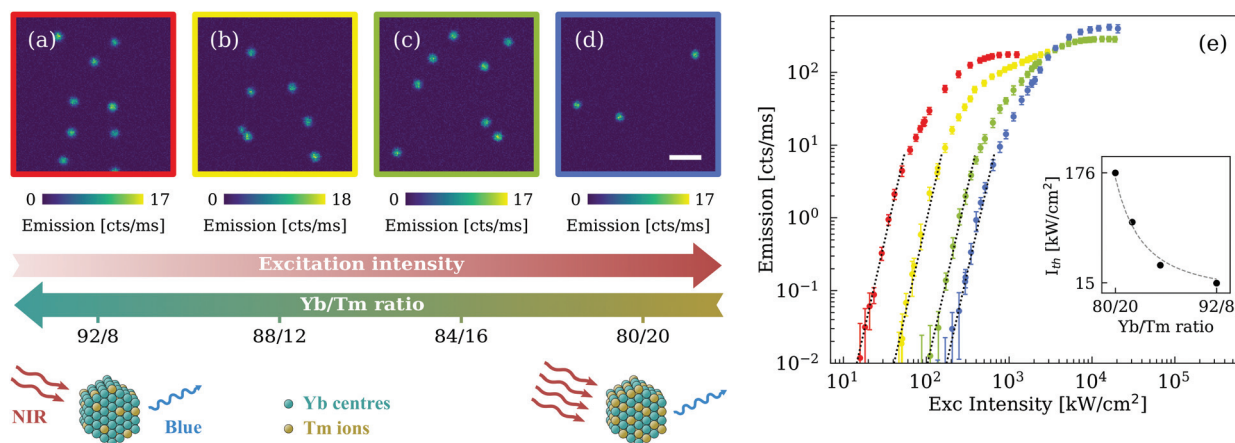 (a)
(b)
(c)
(d)
0 17
0 18
0 17
0 17
Emission [cts/ms]
Emission [cts/ms]
Emission [cts/ms]
Emission [cts/ms]
Excitation intensity
Yb/Tm ratio
92/8
88/12
84/16
80/20
NIR
Blue
Yb centres
Tm ions
(e)
Emission [cts/ms]
10²
10¹
10⁰
10⁻¹
10⁻²
10¹
10²
10³
10⁴
10⁵
Exc Intensity [kW/cm²]
I_th [kW/cm²]
176
15
80/20
92/8
Yb/Tm ratio